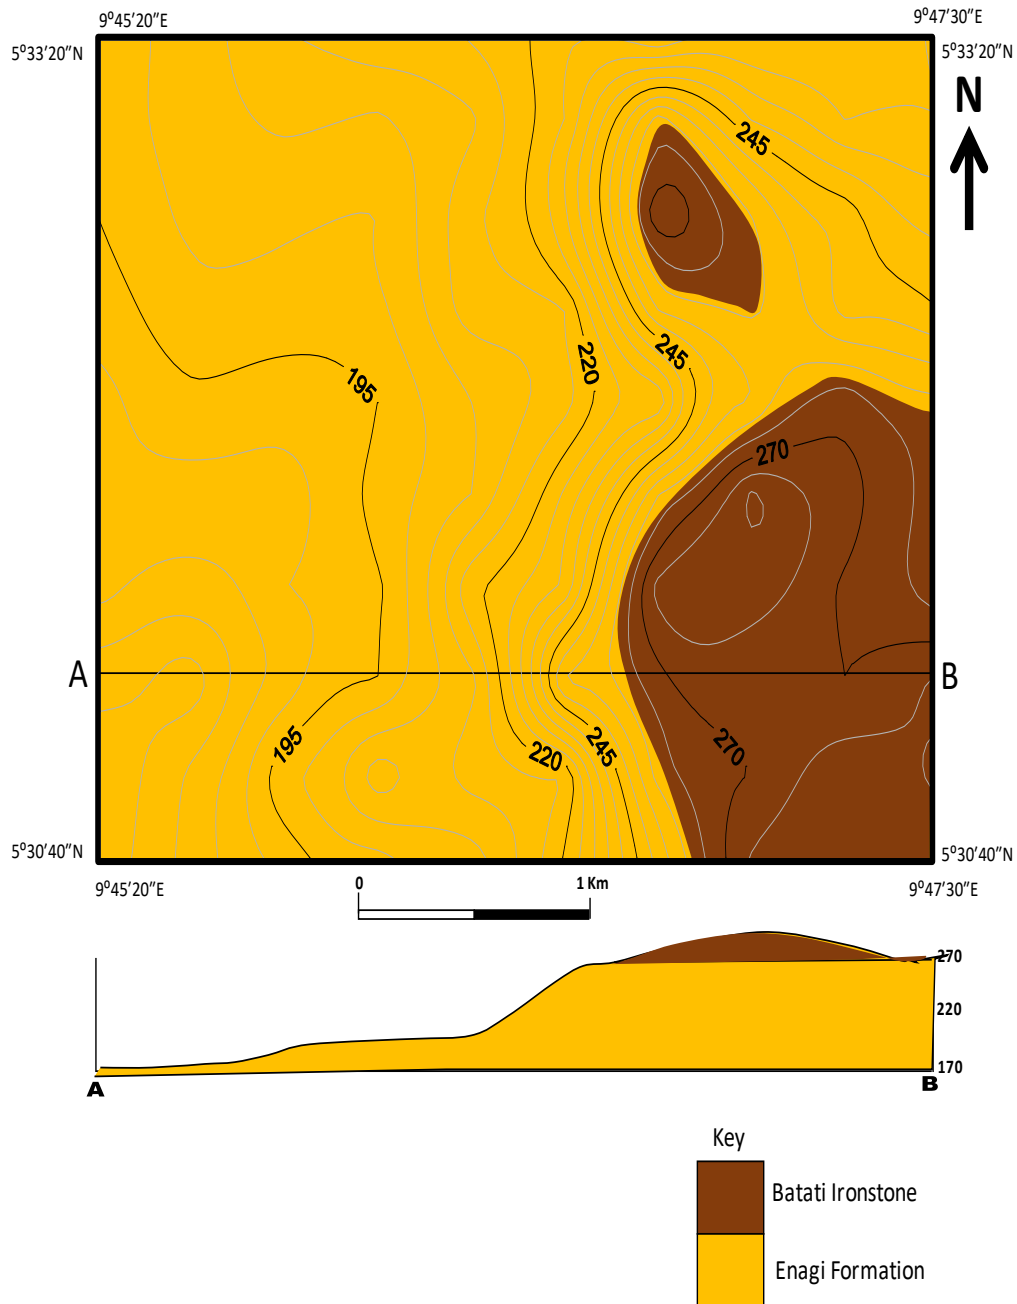 9⁰45’20”E
9⁰47’30”E
5⁰33’20”N
5⁰33’20”N
N
245
220
245
195
270
A
B
195
220
245
270
5⁰30’40”N
5⁰30’40”N
9⁰45’20”E
9⁰47’30”E
0
1 Km
270
220
170
A
B
Key
Batati Ironstone
Enagi Formation